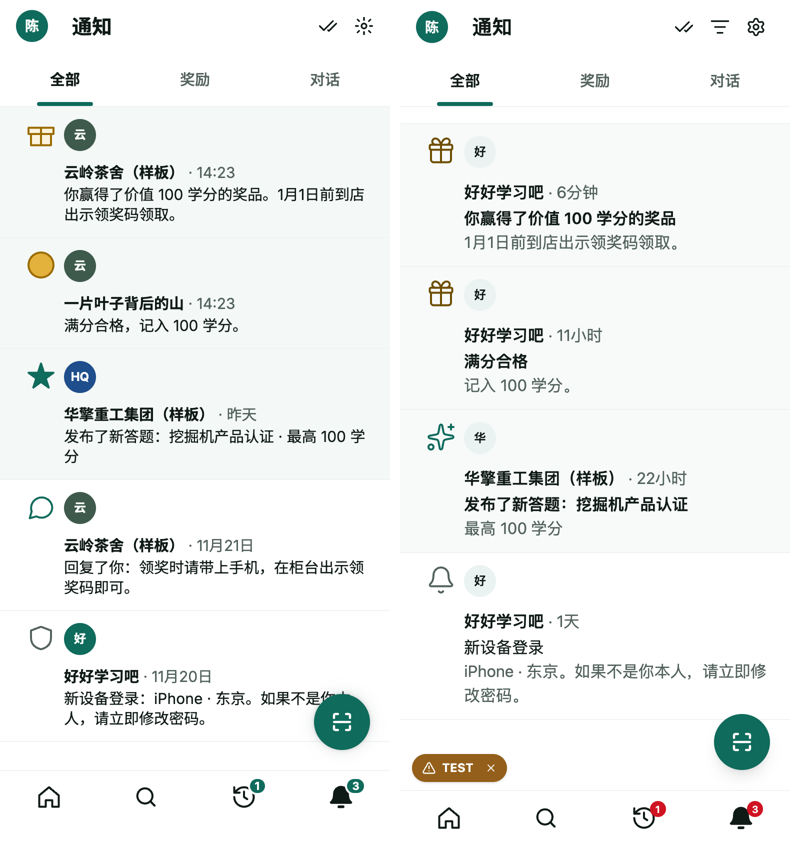 陈
通知
全部
奖励
对话
云
云岭茶舍（样板） · 14:23
你赢得了价值 100 学分的奖品。1月1日前到店
出示领奖码领取。
云
一片叶子背后的山 · 14:23
满分合格，记入 100 学分。
HQ
华擎重工集团（样板） · 昨天
发布了新答题：挖掘机产品认证 · 最高 100 学
分
云
云岭茶舍（样板） · 11月21日
回复了你：领奖时请带上手机，在柜台出示领
奖码即可。
好
好好学习吧 · 11月20日
新设备登录：iPhone · 东京。如果不是你本
人，请立即修改密码。
1
3
陈
通知
全部
奖励
对话
好
好好学习吧 · 6分钟
你赢得了价值 100 学分的奖品
1月1日前到店出示领奖码领取。
好
好好学习吧 · 11小时
满分合格
记入 100 学分。
华
华擎重工集团（样板） · 22小时
发布了新答题：挖掘机产品认证
最高 100 学分
好
好好学习吧 · 1天
新设备登录
iPhone · 东京。如果不是你本人，请立即修
改密码。
TEST
1
3